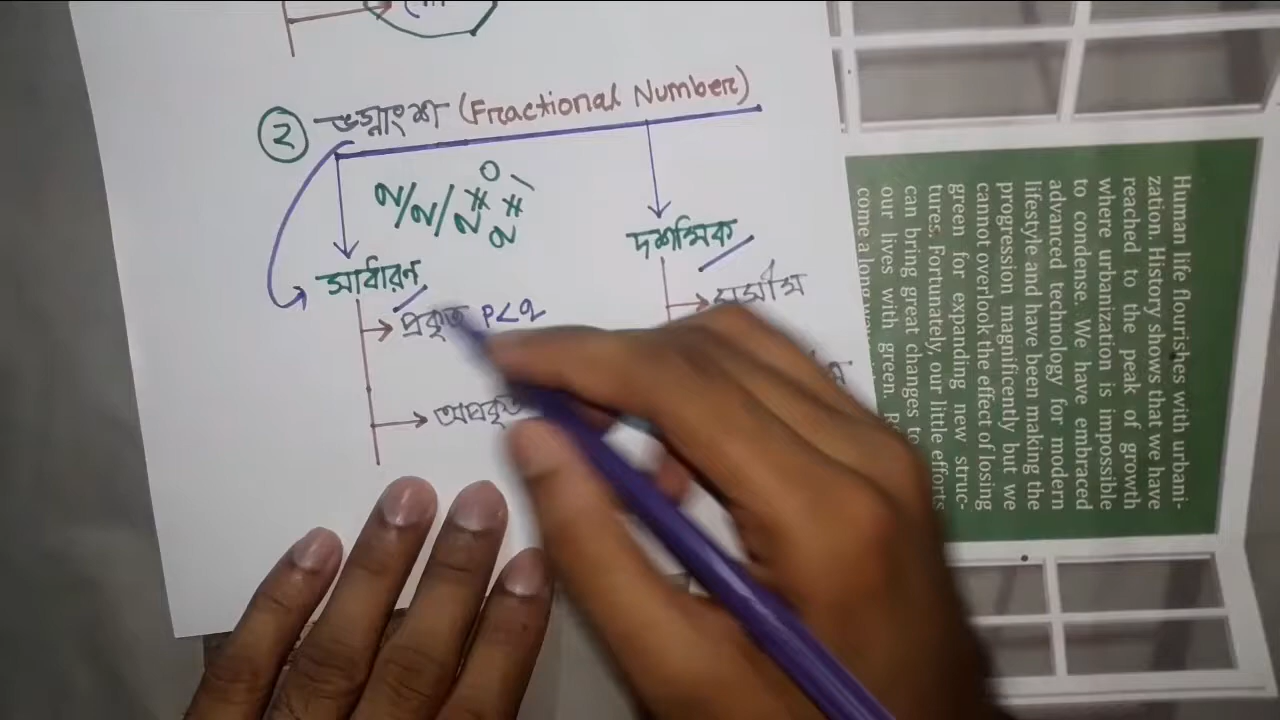 ২ ভগ্নাংশ (Fractional Number)
সাধারণ
দশমিক
প্রকৃত P<q
সসীম
অপ্রকৃত
Human life flourishes with urbani-
zation. History shows that we have
reached to the peak of growth
where urbanization is impossible
to condense. We have embraced
advanced technology for modern
lifestyle and have been making the
progression magnificently but we
cannot overlook the effect of losing
green for expanding new struc-
tures. Fortunately, our little efforts
can bring great changes to
our lives with green.
come a long